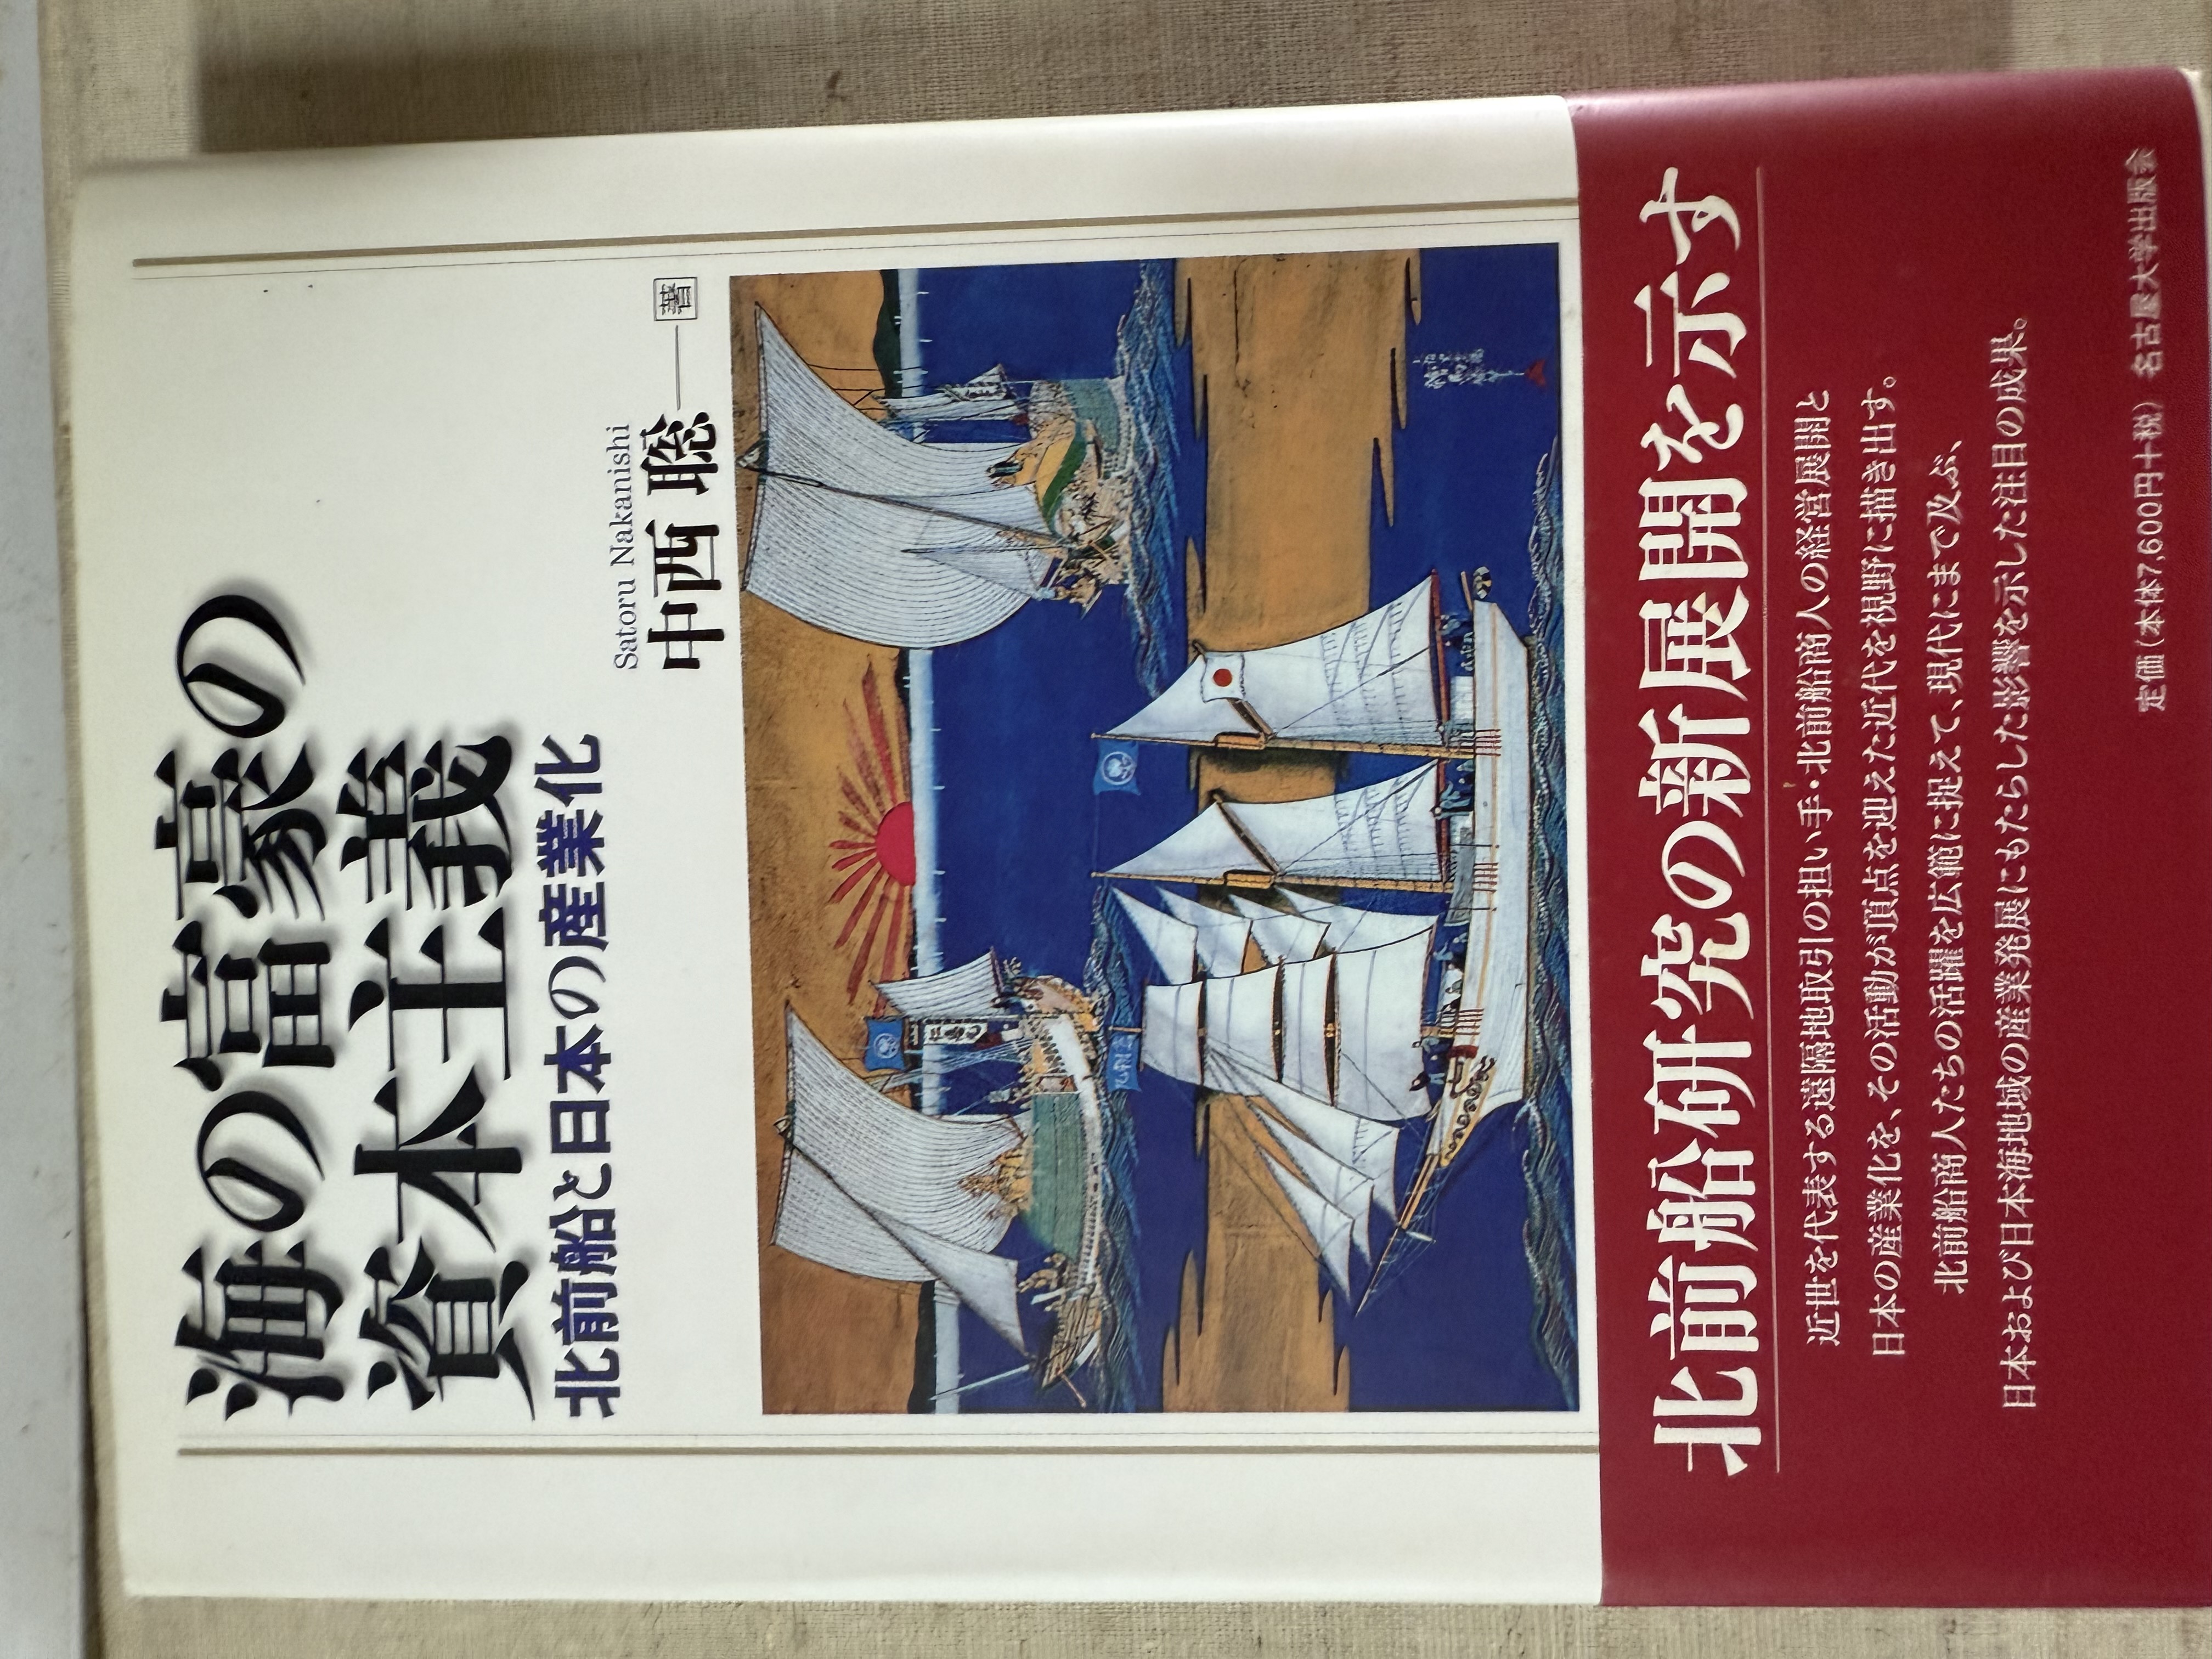 海の富豪の
資本主義
北前船と日本の産業化
Satoru Nakanishi
中西 聡 著
北前船研究の新展開を示す
近世を代表する遠隔地取引の担い手・北前船商人の経営展開と
日本の産業化を、その活動が頂点を迎えた近代を視野に描き出す。
北前船商人たちの活躍を広範に捉えて、現代にまで及ぶ、
日本および日本海地域の産業発展にもたらした影響を示した注目の成果。
定価(本体7,600円+税) 名古屋大学出版会